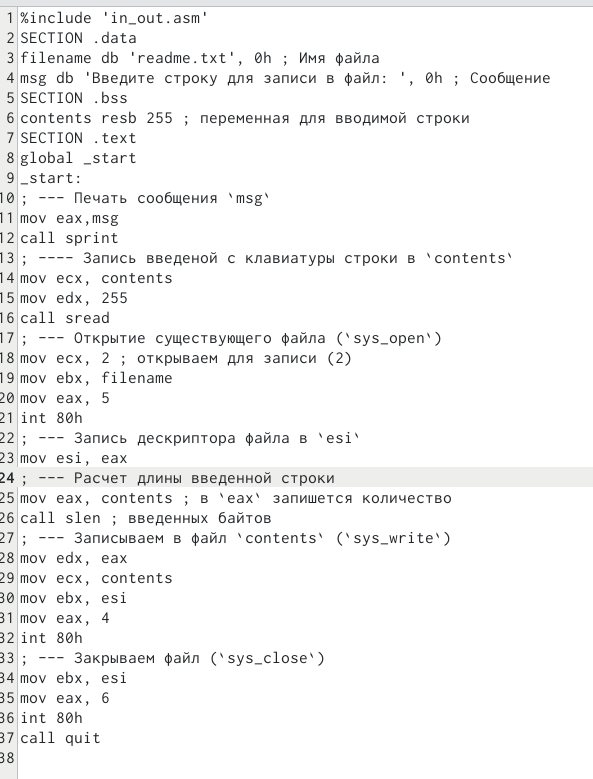 1 %include 'in_out.asm'
2 SECTION .data
3 filename db 'readme.txt', 0h ; Имя файла
4 msg db 'Введите строку для записи в файл: ', 0h ; Сообщение
5 SECTION .bss
6 contents resb 255 ; переменная для вводимой строки
7 SECTION .text
8 global _start
9 _start:
10 ; --- Печать сообщения `msg`
11 mov eax,msg
12 call sprint
13 ; ---- Запись введеной с клавиатуры строки в `contents`
14 mov ecx, contents
15 mov edx, 255
16 call sread
17 ; --- Открытие существующего файла (`sys_open`)
18 mov ecx, 2 ; открываем для записи (2)
19 mov ebx, filename
20 mov eax, 5
21 int 80h
22 ; --- Запись дескриптора файла в `esi`
23 mov esi, eax
24 ; --- Расчет длины введенной строки
25 mov eax, contents ; в `eax` запишется количество
26 call slen ; введенных байтов
27 ; --- Записываем в файл `contents` (`sys_write`)
28 mov edx, eax
29 mov ecx, contents
30 mov ebx, esi
31 mov eax, 4
32 int 80h
33 ; --- Закрываем файл (`sys_close`)
34 mov ebx, esi
35 mov eax, 6
36 int 80h
37 call quit
38